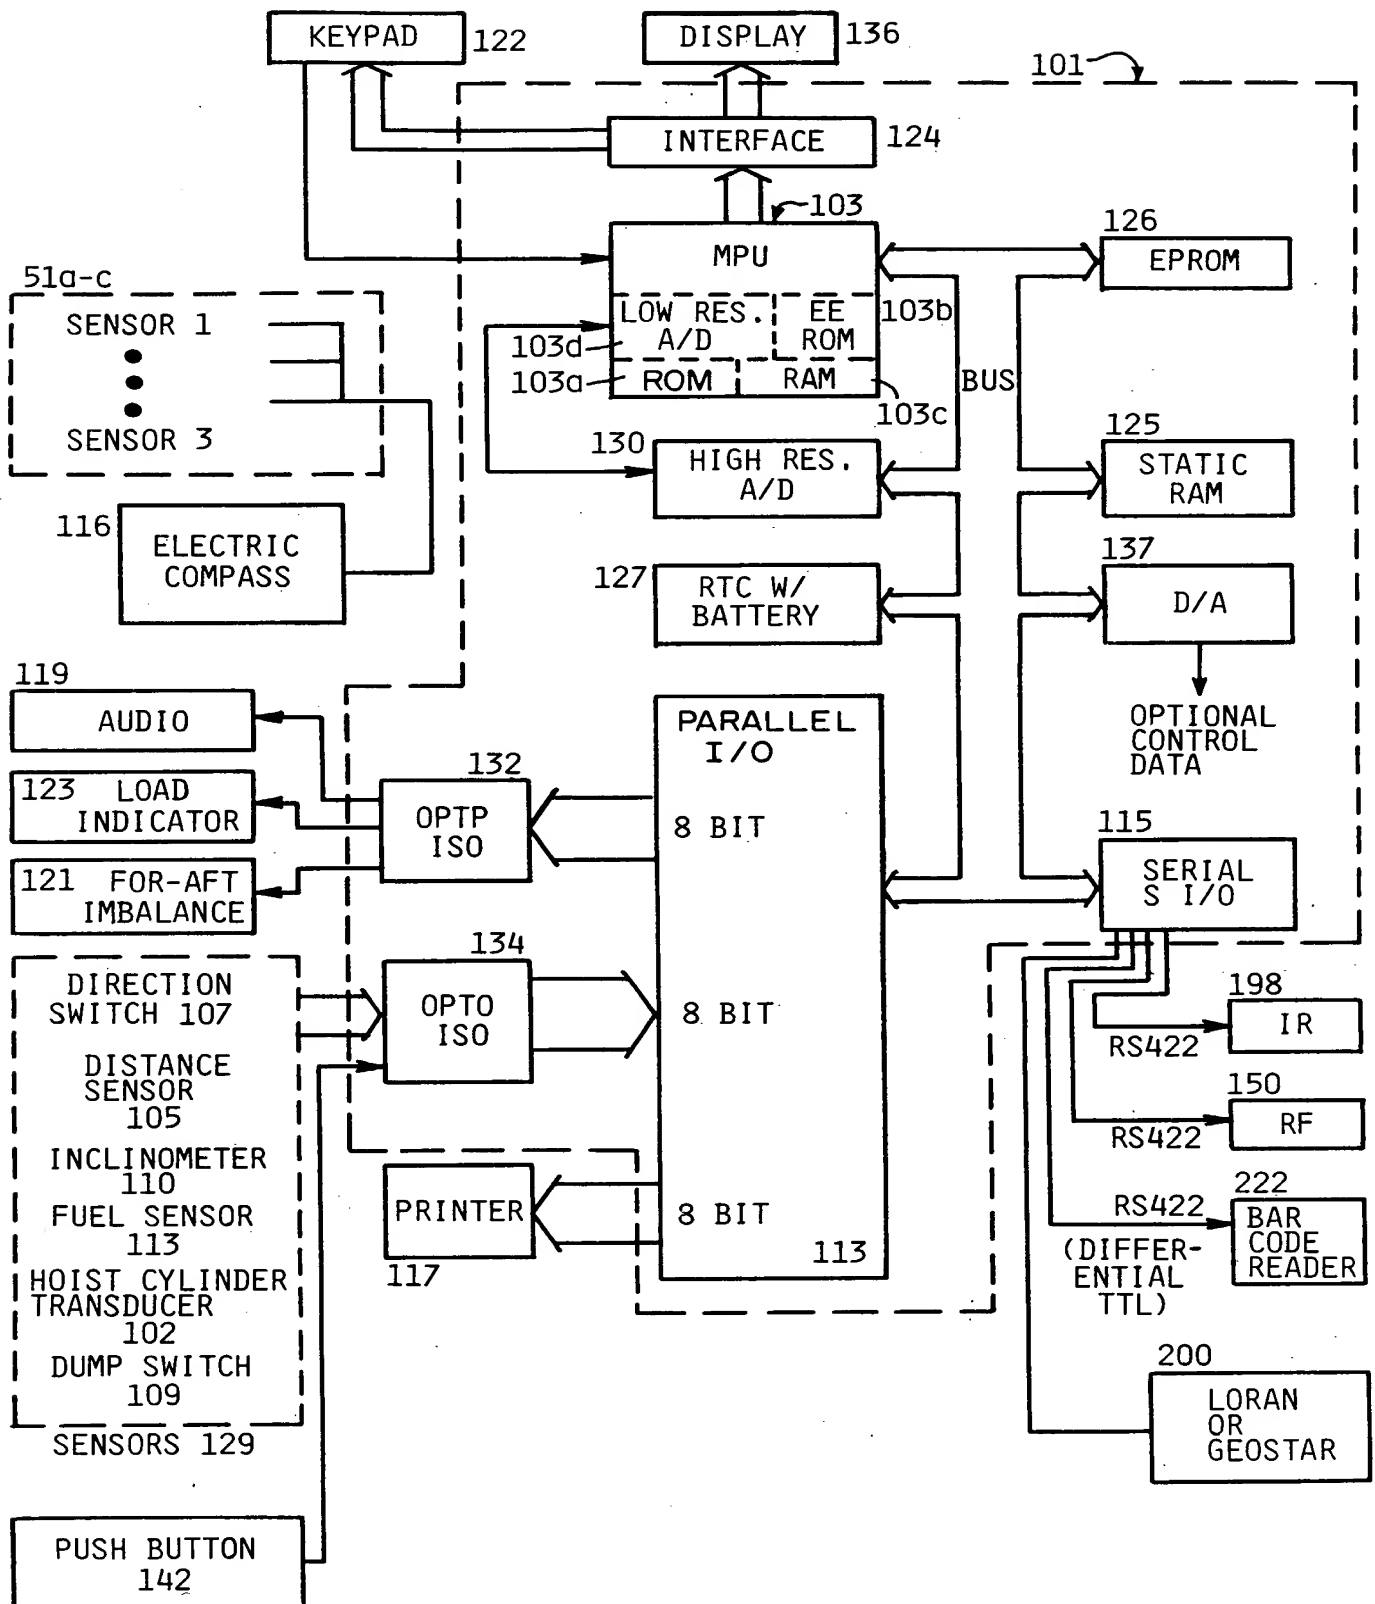 KEYPAD
122
DISPLAY
136
101
INTERFACE
124
103
MPU
LOW RES.
A/D
EE
ROM
103b
103d
103a
ROM
RAM
103c
126
EPROM
51a-c
SENSOR 1
SENSOR 3
BUS
130
HIGH RES.
A/D
125
STATIC
RAM
116
ELECTRIC
COMPASS
127
RTC W/
BATTERY
137
D/A
OPTIONAL
CONTROL
DATA
119
AUDIO
123 LOAD
INDICATOR
121 FOR-AFT
IMBALANCE
132
OPTP
ISO
PARALLEL
I/O
8 BIT
115
SERIAL
S I/O
134
OPTO
ISO
8 BIT
DIRECTION
SWITCH 107
DISTANCE
SENSOR
105
INCLINOMETER
110
FUEL SENSOR
113
HOIST CYLINDER
TRANSDUCER
102
DUMP SWITCH
109
SENSORS 129
PRINTER
117
8 BIT
113
198
IR
RS422
150
RF
RS422
222
BAR
CODE
READER
RS422
(DIFFER-
ENTIAL
TTL)
200
LORAN
OR
GEOSTAR
PUSH BUTTON
142